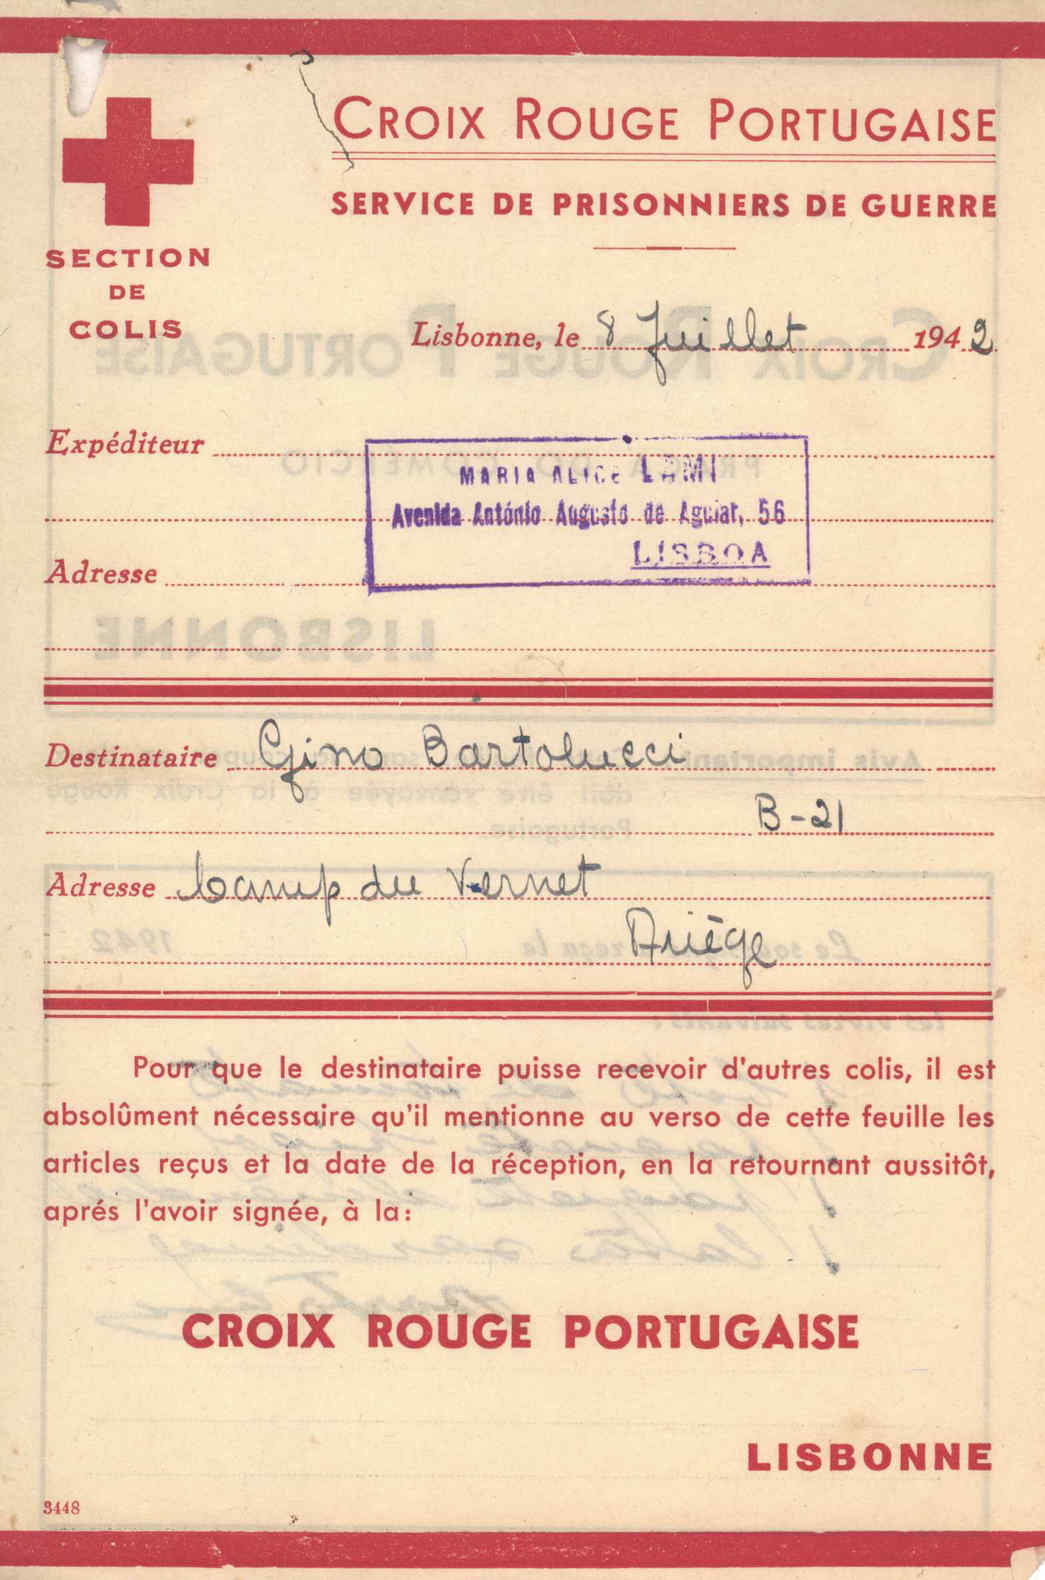 CROIX ROUGE PORTUGAISE
SERVICE DE PRISONNIERS DE GUERRE
SECTION
DE
COLIS
Lisbonne, le 8 Juillet 1942
Expéditeur
MARIA ALICE LAMI
Avenida António Augusto de Aguiar, 56
LISBOA
Adresse
Destinataire Gino Bartolucci
B-21
Adresse Camp du Vernet
Ariège
Pour que le destinataire puisse recevoir d'autres colis, il est
absolûment nécessaire qu'il mentionne au verso de cette feuille les
articles reçus et la date de la réception, en la retournant aussitôt,
aprés l'avoir signée, à la:
CROIX ROUGE PORTUGAISE
LISBONNE
3448